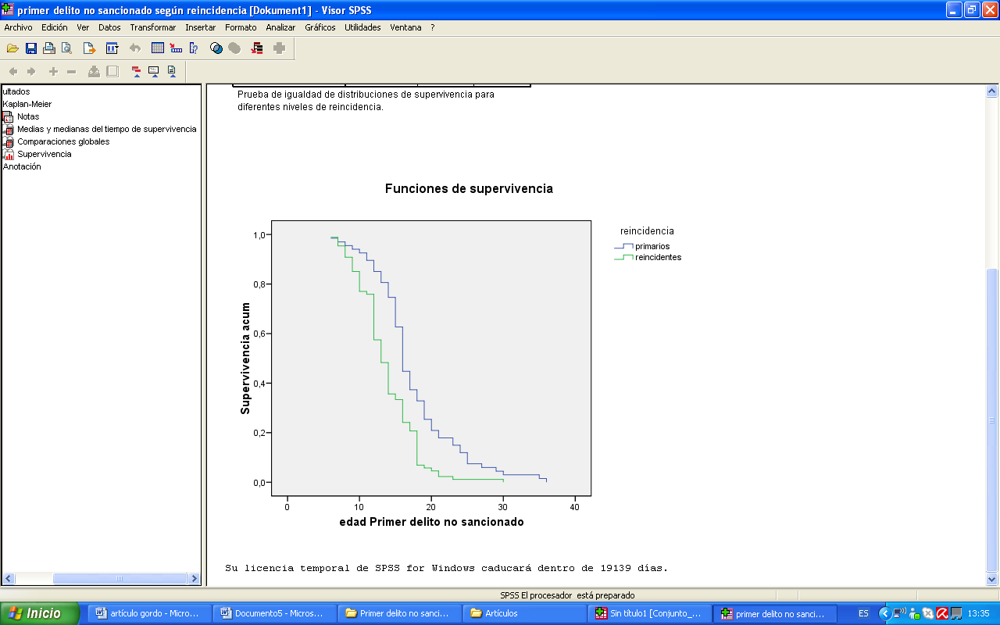 primer delito no sancionado según reincidencia [Dokument1] - Visor SPSS
Archivo Edición Ver Datos Transformar Insertar Formato Analizar Gráficos Utilidades Ventana ?
ultados
Kaplan-Meier
Notas
Medias y medianas del tiempo de supervivencia
Comparaciones globales
Supervivencia
Anotación
Prueba de igualdad de distribuciones de supervivencia para
diferentes niveles de reincidencia.
Funciones de supervivencia
reincidencia
primarios
reincidentes
1,0
0,8
0,6
0,4
0,2
0,0
Supervivencia acum
0 10 20 30 40
edad Primer delito no sancionado
Su licencia temporal de SPSS for Windows caducará dentro de 19139 días.
SPSS El procesador está preparado
Inicio artículo gordo - Micros... Documento5 - Micros... Primer delito no sanci... Artículos Sin título1 [Conjunto_... primer delito no sanci... ES 13:35